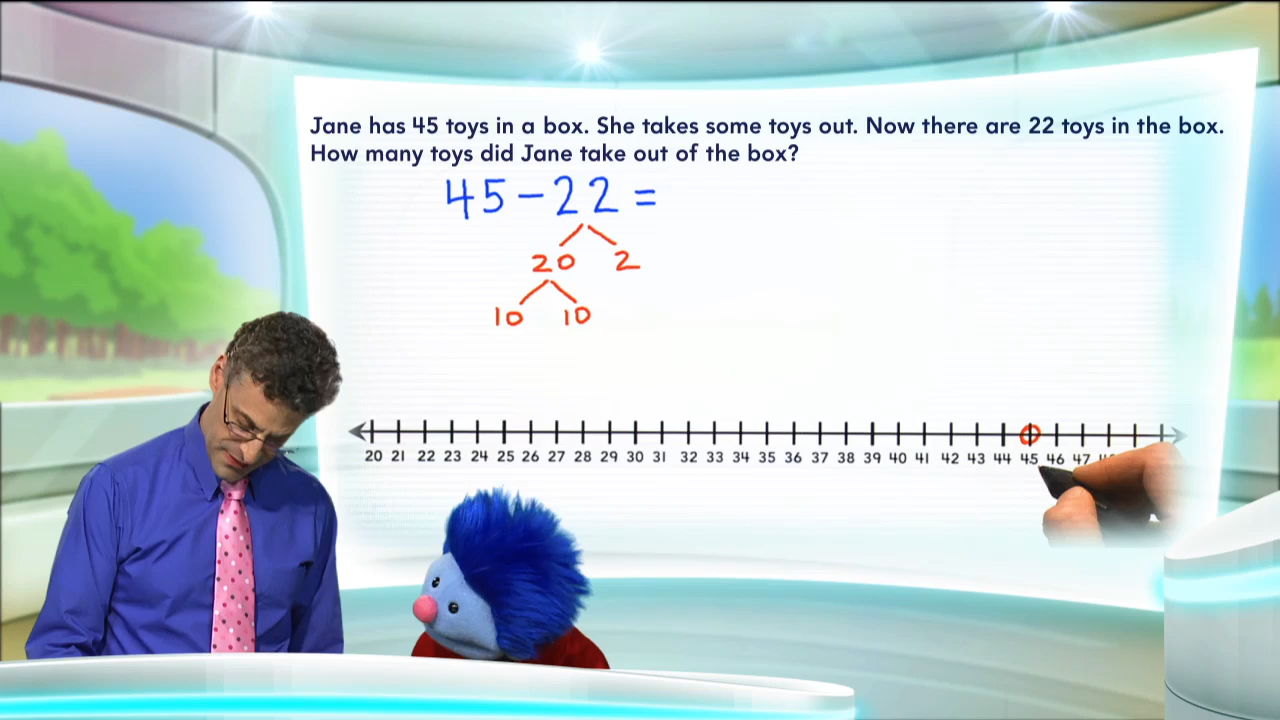 Jane has 45 toys in a box. She takes some toys out. Now there are 22 toys in the box.
How many toys did Jane take out of the box?
45-22=
20 2
10 10
20 21 22 23 24 25 26 27 28 29 30 31 32 33 34 35 36 37 38 39 40 41 42 43 44 45 46 47